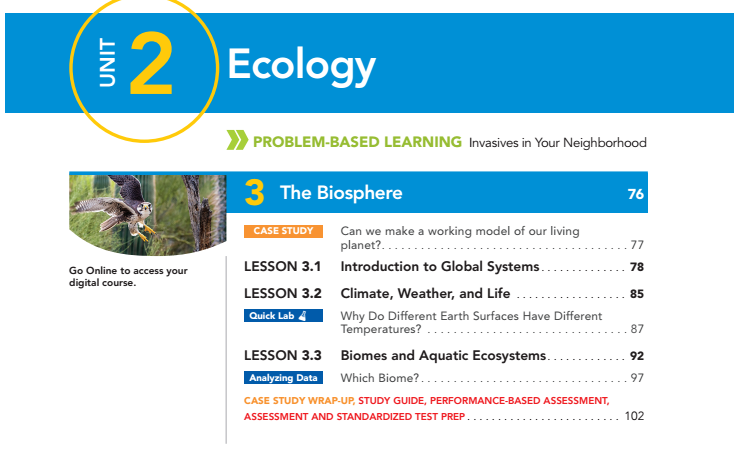 UNIT 2 Ecology
PROBLEM-BASED LEARNING Invasives in Your Neighborhood
3 The Biosphere 76
CASE STUDY Can we make a working model of our living
planet? . . . . . . . . . . . . . . . . . . . . . . . . . . . . . . . . . . . . . . 77
Go Online to access your
digital course.
LESSON 3.1 Introduction to Global Systems . . . . . . . . . . . . . 78
LESSON 3.2 Climate, Weather, and Life . . . . . . . . . . . . . . . . . 85
Quick Lab Why Do Different Earth Surfaces Have Different
Temperatures? . . . . . . . . . . . . . . . . . . . . . . . . . . . . . . . 87
LESSON 3.3 Biomes and Aquatic Ecosystems . . . . . . . . . . . . 92
Analyzing Data Which Biome? . . . . . . . . . . . . . . . . . . . . . . . . . . . . . . . . 97
CASE STUDY WRAP-UP, STUDY GUIDE, PERFORMANCE-BASED ASSESSMENT,
ASSESSMENT AND STANDARDIZED TEST PREP . . . . . . . . . . . . . . . . . . . . . . . 102